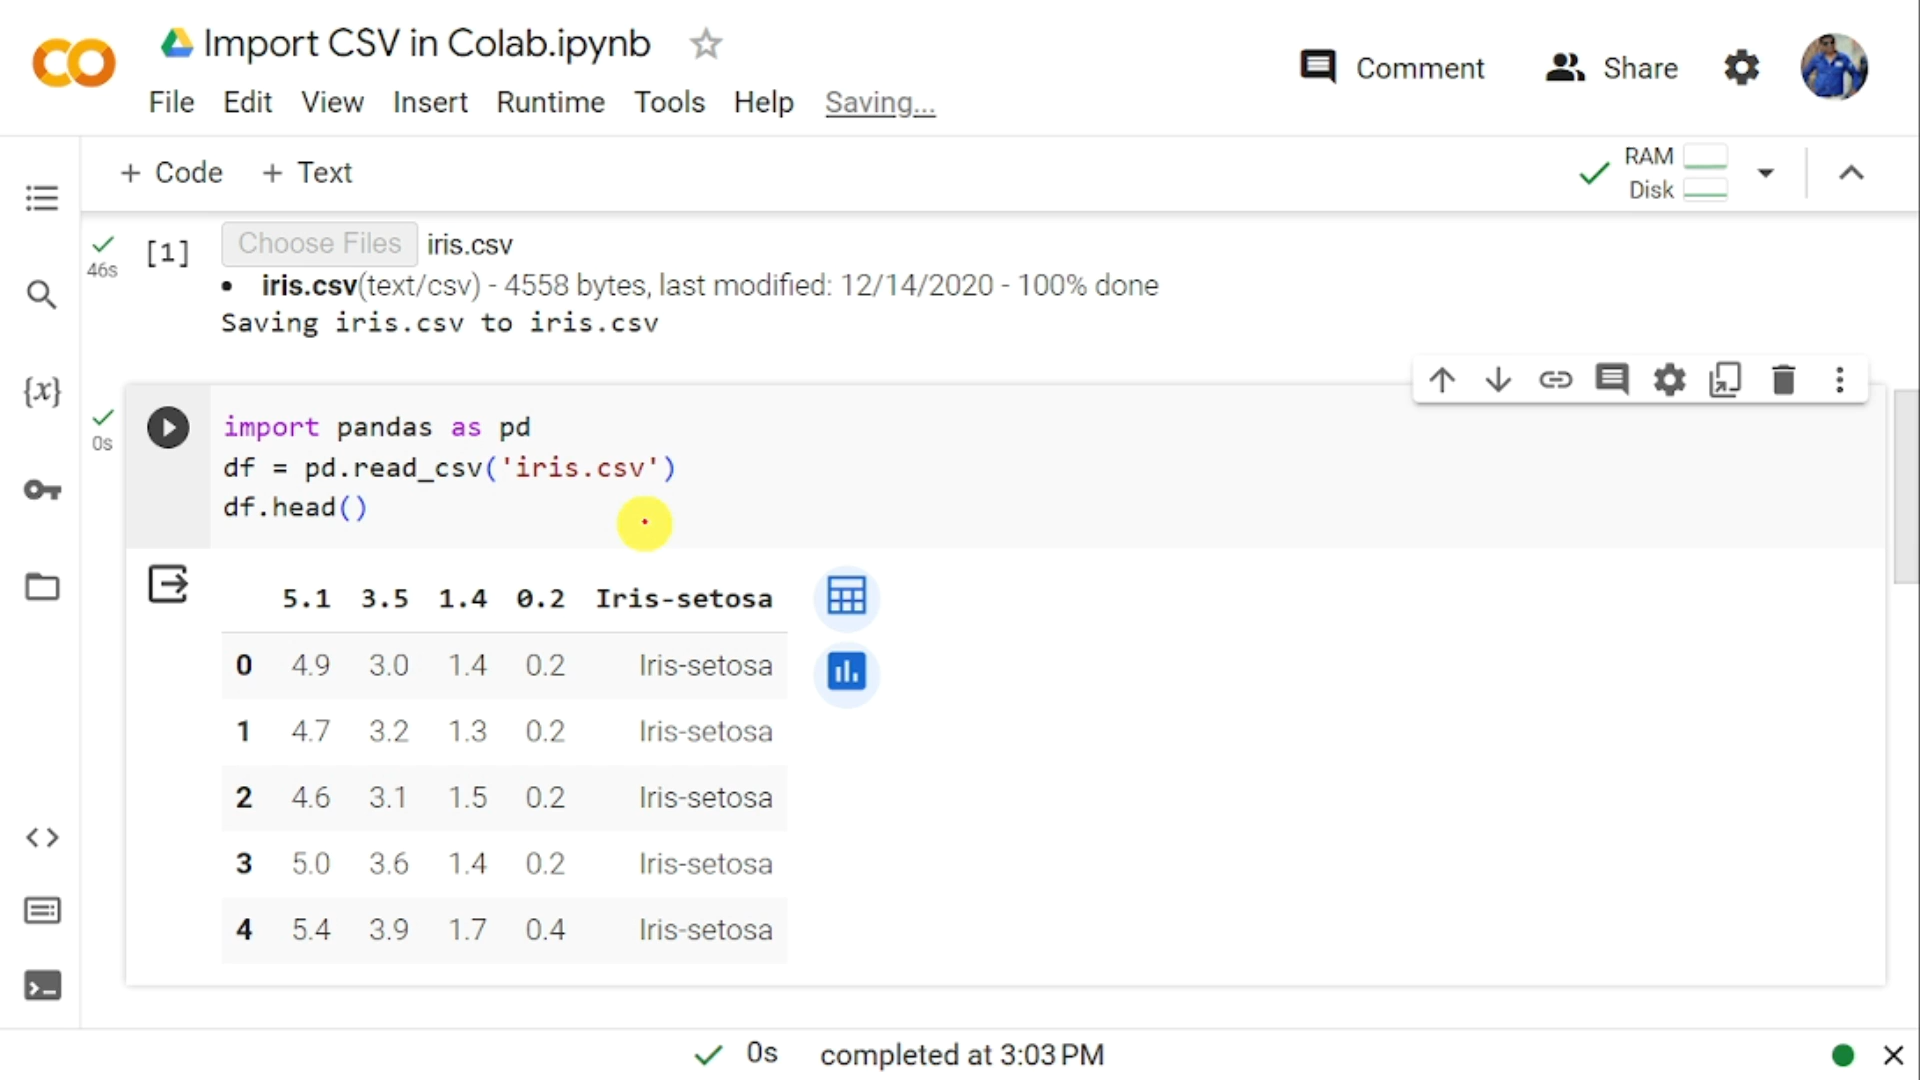 Import CSV in Colab.ipynb
Comment
Share
File Edit View Insert Runtime Tools Help Saving...
+ Code + Text
RAM
Disk
46s
[1]
Choose Files iris.csv
• iris.csv(text/csv) - 4558 bytes, last modified: 12/14/2020 - 100% done
Saving iris.csv to iris.csv
{x}
0s
import pandas as pd
df = pd.read_csv('iris.csv')
df.head()
5.1 3.5 1.4 0.2 Iris-setosa
0 4.9 3.0 1.4 0.2 Iris-setosa
1 4.7 3.2 1.3 0.2 Iris-setosa
2 4.6 3.1 1.5 0.2 Iris-setosa
3 5.0 3.6 1.4 0.2 Iris-setosa
4 5.4 3.9 1.7 0.4 Iris-setosa
0s completed at 3:03 PM